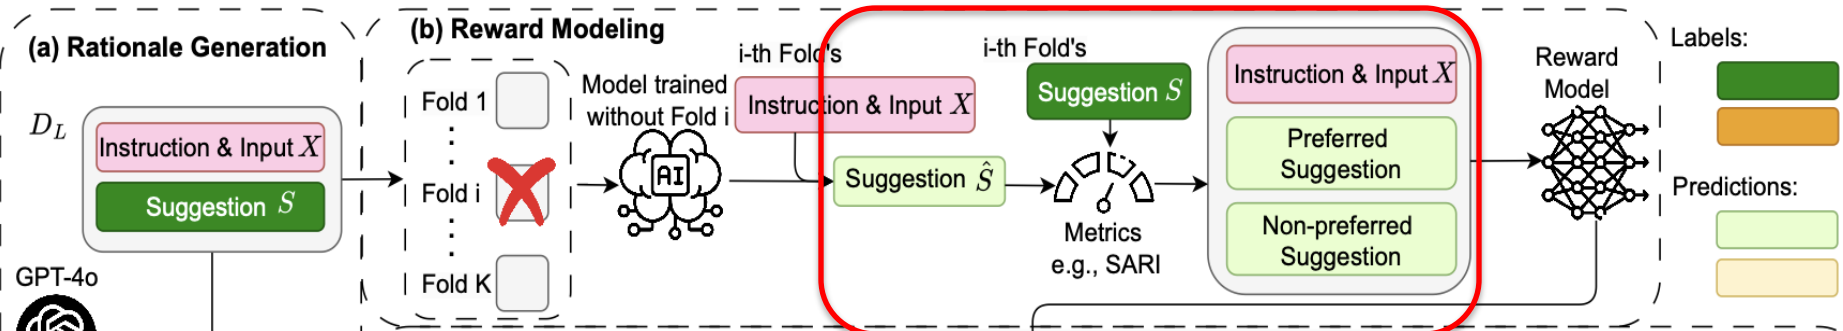 (a) Rationale Generation
D_L
Instruction & Input X
Suggestion S
GPT-4o
(b) Reward Modeling
Fold 1
Fold i
Fold K
Model trained
without Fold i
AI
i-th Fold's
Instruction & Input X
Suggestion Ŝ
i-th Fold's
Suggestion S
Metrics
e.g., SARI
Instruction & Input X
Preferred
Suggestion
Non-preferred
Suggestion
Reward
Model
Labels:
Predictions: